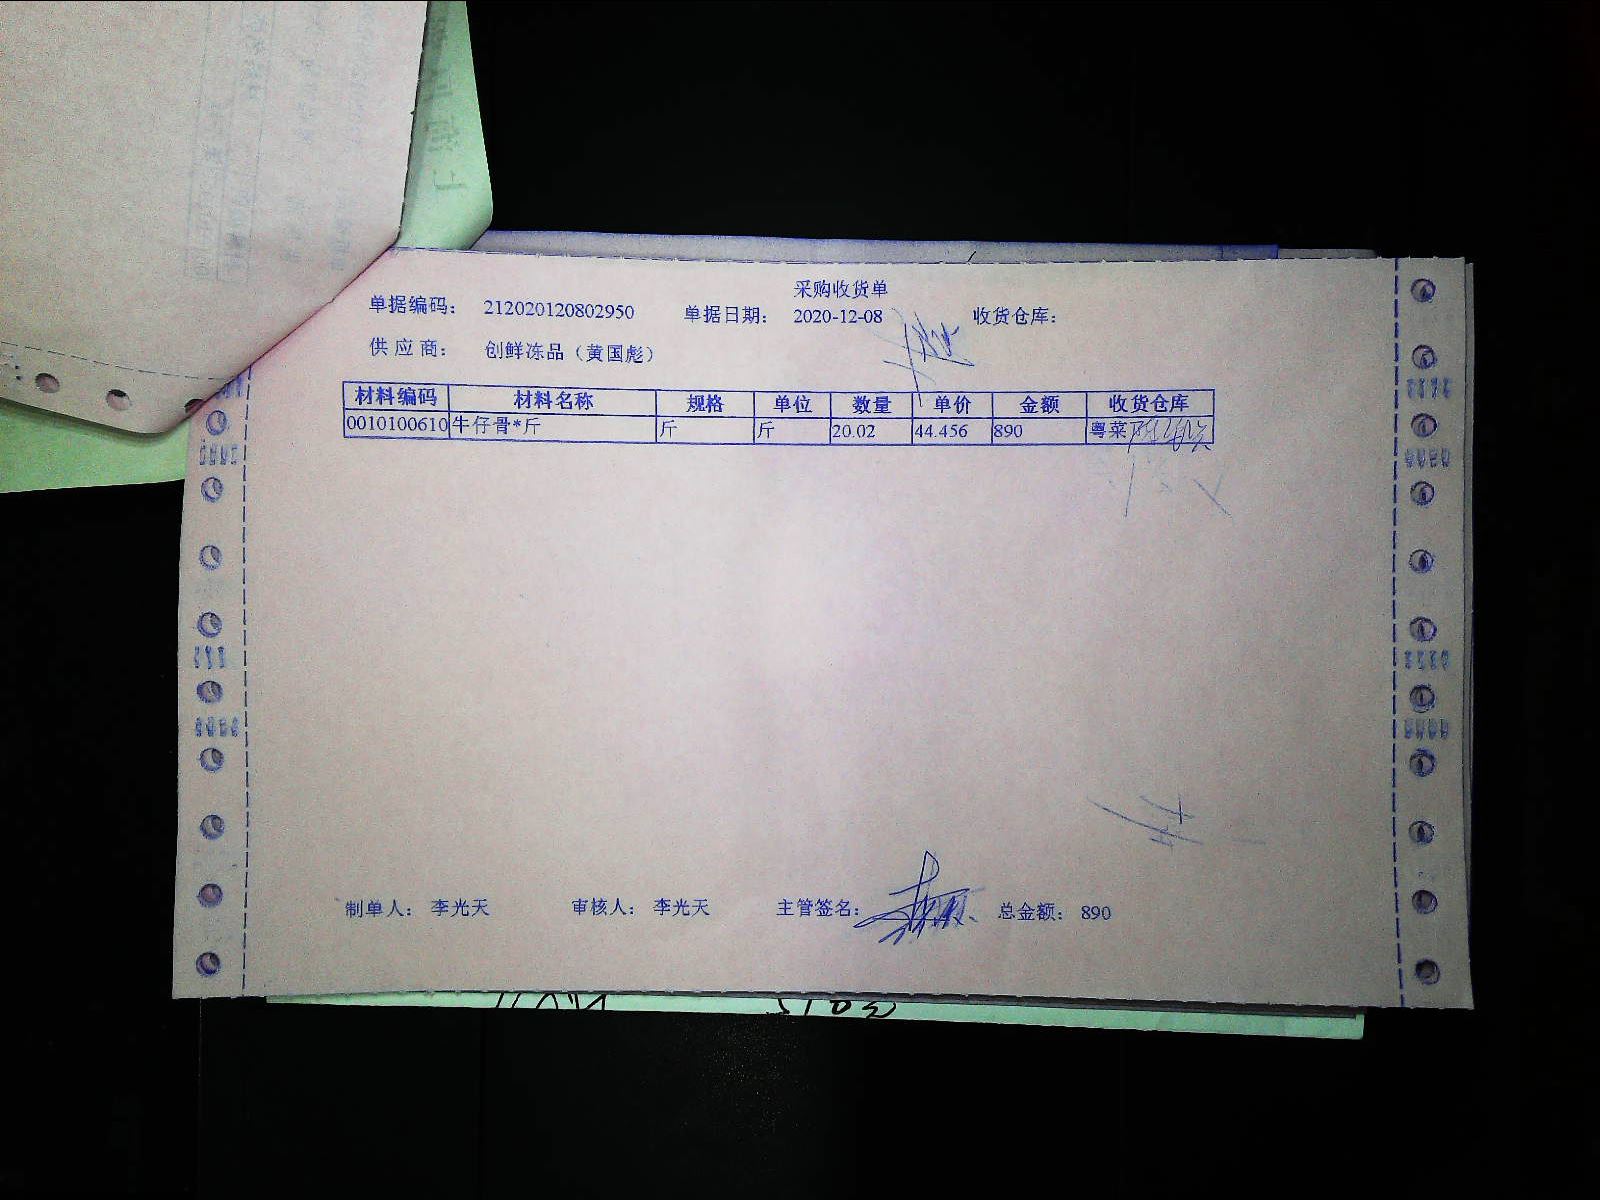 采购收货单
单据编码： 212020120802950 单据日期： 2020-12-08 收货仓库：
供应商： 创鲜冻品（黄国彪）
材料编码 材料名称 规格 单位 数量 单价 金额 收货仓库
0010100610 牛仔骨*斤 斤 斤 20.02 44.456 890 粤菜
制单人： 李光天 审核人： 李光天 主管签名： 总金额： 890